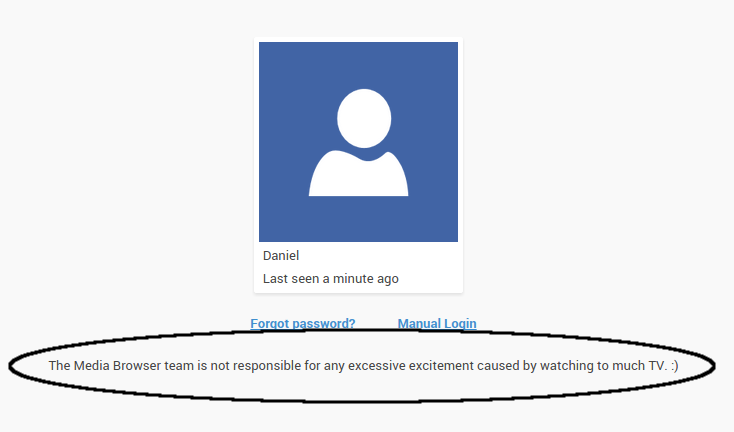 Daniel
Last seen a minute ago
Forgot password? Manual Login
The Media Browser team is not responsible for any excessive excitement caused by watching to much TV. :)